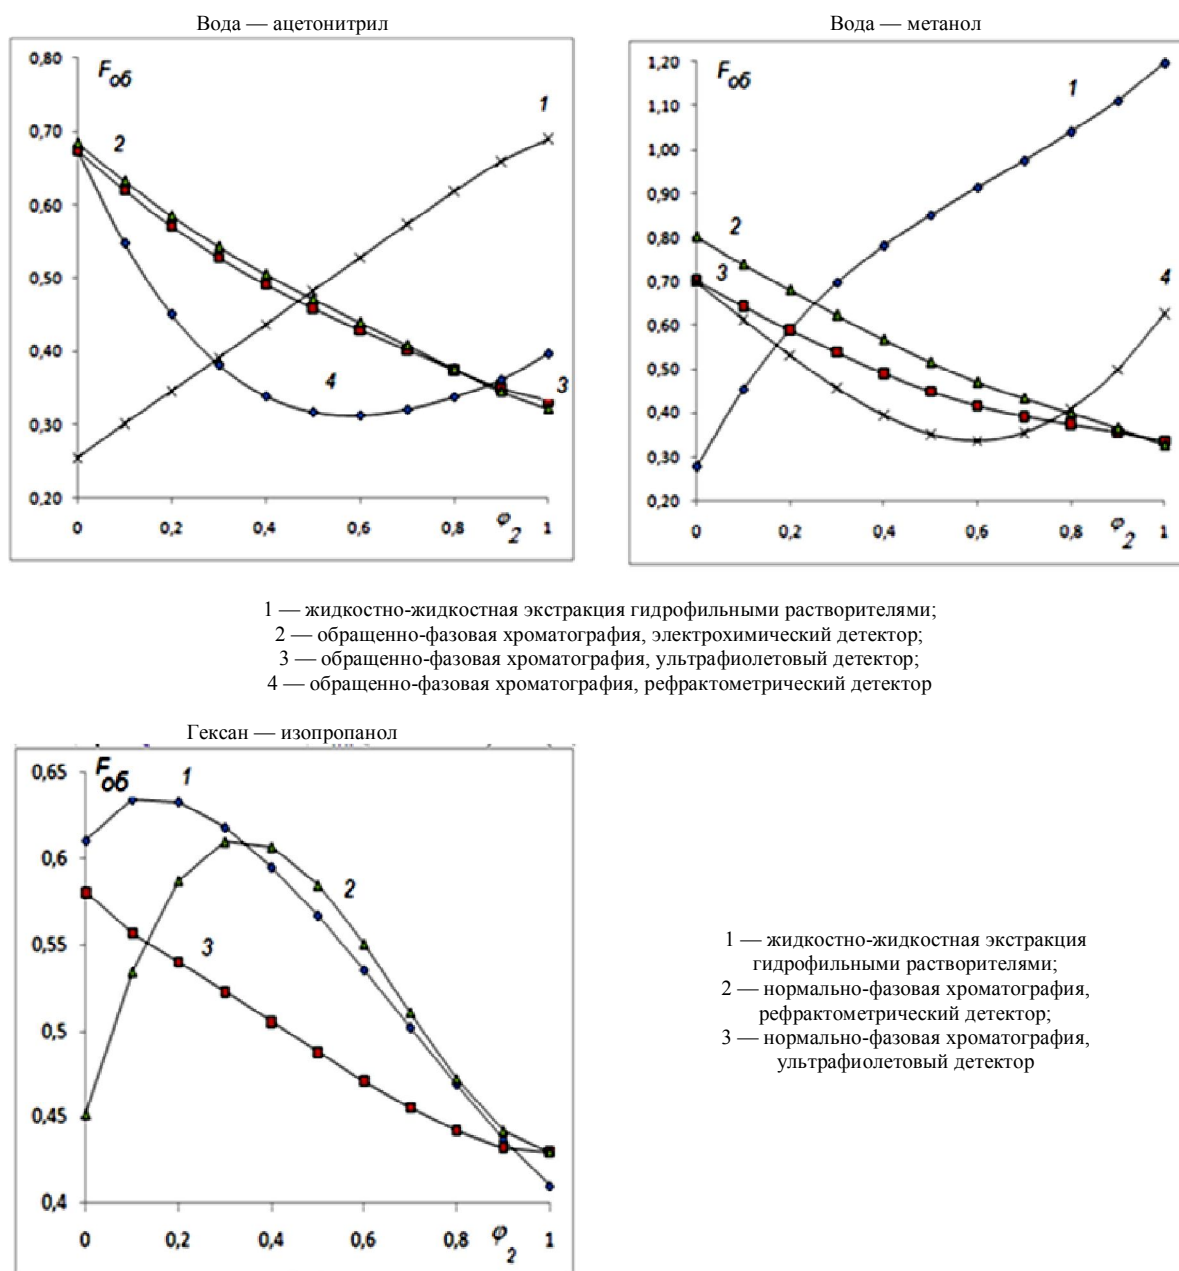 Вода — ацетонитрил
0,80
F об
0,70
0,60
0,50
0,40
0,30
0,20
1
2
3
4
0
0,2
0,4
0,6
0,8
1
φ 2
Вода — метанол
1,20
F об
1,10
1,00
0,90
0,80
0,70
0,60
0,50
0,40
0,30
0,20
1
2
3
4
0
0,2
0,4
0,6
0,8
1
φ 2
1 — жидкостно-жидкостная экстракция гидрофильными растворителями;
2 — обращенно-фазовая хроматография, электрохимический детектор;
3 — обращенно-фазовая хроматография, ультрафиолетовый детектор;
4 — обращенно-фазовая хроматография, рефрактометрический детектор
Гексан — изопропанол
0,65
F об
0,6
0,55
0,5
0,45
0,4
1
2
3
0
0,2
0,4
0,6
0,8
1
φ 2
1 — жидкостно-жидкостная экстракция
гидрофильными растворителями;
2 — нормально-фазовая хроматография,
рефрактометрический детектор;
3 — нормально-фазовая хроматография,
ультрафиолетовый детектор